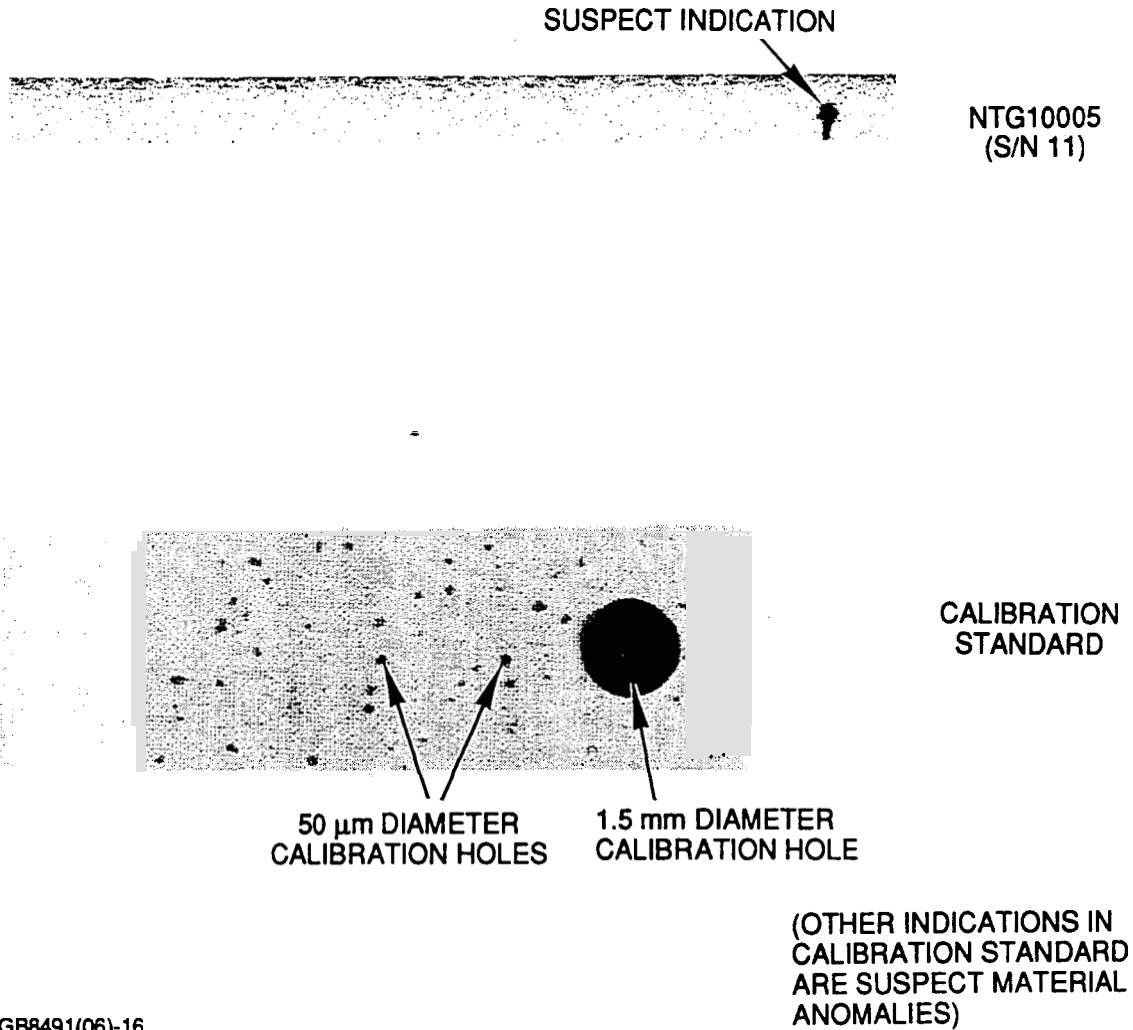 SUSPECT INDICATION
NTG10005
(S/N 11)
CALIBRATION
STANDARD
50 µm DIAMETER
CALIBRATION HOLES
1.5 mm DIAMETER
CALIBRATION HOLE
(OTHER INDICATIONS IN
CALIBRATION STANDARD
ARE SUSPECT MATERIAL
ANOMALIES)
GB8491(06)-16